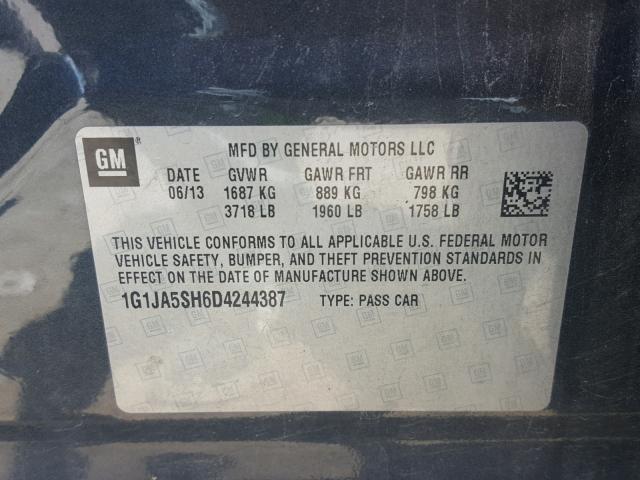 GM
MFD BY GENERAL MOTORS LLC
DATE GVWR GAWR FRT GAWR RR
06/13 1687 KG 889 KG 798 KG
3718 LB 1960 LB 1758 LB
THIS VEHICLE CONFORMS TO ALL APPLICABLE U.S. FEDERAL MOTOR
VEHICLE SAFETY, BUMPER, AND THEFT PREVENTION STANDARDS IN
EFFECT ON THE DATE OF MANUFACTURE SHOWN ABOVE.
1G1JA5SH6D4244387 TYPE: PASS CAR